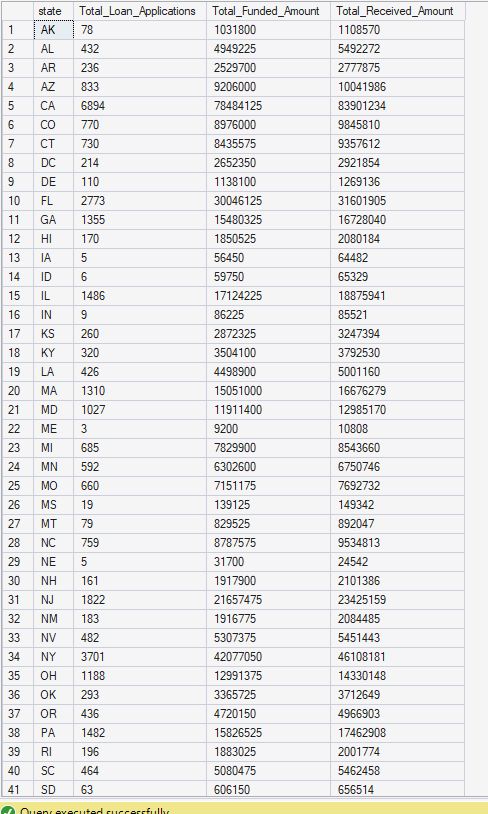 state Total_Loan_Applications Total_Funded_Amount Total_Received_Amount
1 AK 78 1031800 1108570
2 AL 432 4949225 5492272
3 AR 236 2529700 2777875
4 AZ 833 9206000 10041986
5 CA 6894 78484125 83901234
6 CO 770 8976000 9845810
7 CT 730 8435575 9357612
8 DC 214 2652350 2921854
9 DE 110 1138100 1269136
10 FL 2773 30046125 31601905
11 GA 1355 15480325 16728040
12 HI 170 1850525 2080184
13 IA 5 56450 64482
14 ID 6 59750 65329
15 IL 1486 17124225 18875941
16 IN 9 86225 85521
17 KS 260 2872325 3247394
18 KY 320 3504100 3792530
19 LA 426 4498900 5001160
20 MA 1310 15051000 16676279
21 MD 1027 11911400 12985170
22 ME 3 9200 10808
23 MI 685 7829900 8543660
24 MN 592 6302600 6750746
25 MO 660 7151175 7692732
26 MS 19 139125 149342
27 MT 79 829525 892047
28 NC 759 8787575 9534813
29 NE 5 31700 24542
30 NH 161 1917900 2101386
31 NJ 1822 21657475 23425159
32 NM 183 1916775 2084485
33 NV 482 5307375 5451443
34 NY 3701 42077050 46108181
35 OH 1188 12991375 14330148
36 OK 293 3365725 3712649
37 OR 436 4720150 4966903
38 PA 1482 15826525 17462908
39 RI 196 1883025 2001774
40 SC 464 5080475 5462458
41 SD 63 606150 656514
Query executed successfully